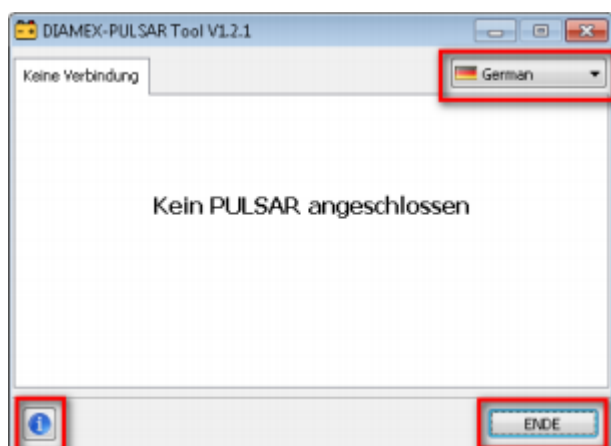 DIAMEX-PULSAR Tool V1.2.1
Keine Verbindung
German
Kein PULSAR angeschlossen
ENDE